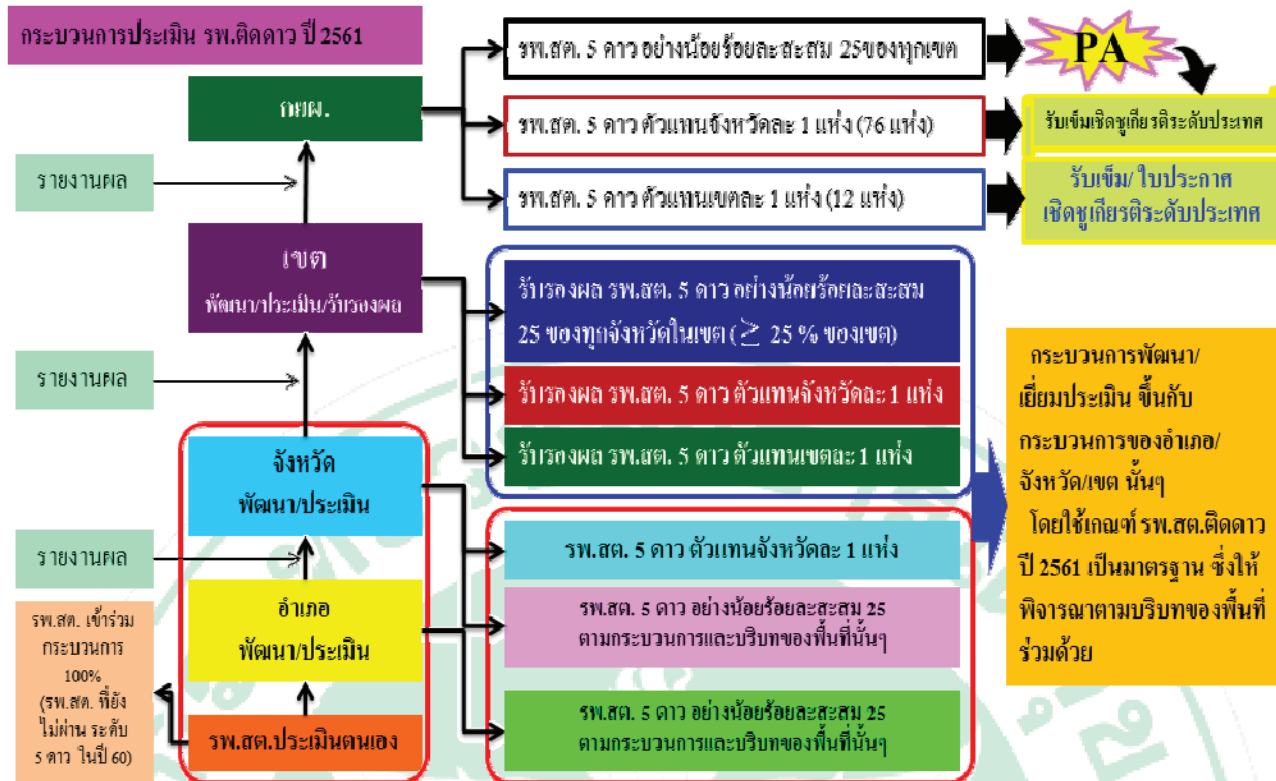 กระบวนการประเมิน รพ.ติดดาว ปี 2561
กยผ.
รายงานผล
เขต
พัฒนา/ประเมิน/รับรองผล
รายงานผล
จังหวัด
พัฒนา/ประเมิน
รายงานผล
อำเภอ
พัฒนา/ประเมิน
รพ.สต. เข้าร่วม
กระบวนการ
100%
(รพ.สต. ที่ยัง
ไม่ผ่าน ระดับ
5 ดาว ในปี 60)
รพ.สต.ประเมินตนเอง
รพ.สต. 5 ดาว อย่างน้อยร้อยละสะสม 25ของทุกเขต
PA
รพ.สต. 5 ดาว ตัวแทนจังหวัดละ 1 แห่ง (76 แห่ง)
รับเข็มเชิดชูเกียรติระดับประเทศ
รพ.สต. 5 ดาว ตัวแทนเขตละ 1 แห่ง (12 แห่ง)
รับเข็ม/ ใบประกาศ
เชิดชูเกียรติระดับประเทศ
รับรองผล รพ.สต. 5 ดาว อย่างน้อยร้อยละสะสม
25 ของทุกจังหวัดในเขต (≥ 25 % ของเขต)
รับรองผล รพ.สต. 5 ดาว ตัวแทนจังหวัดละ 1 แห่ง
รับรองผล รพ.สต. 5 ดาว ตัวแทนเขตละ 1 แห่ง
รพ.สต. 5 ดาว ตัวแทนจังหวัดละ 1 แห่ง
รพ.สต. 5 ดาว อย่างน้อยร้อยละสะสม 25
ตามกระบวนการและบริบทของพื้นที่นั้นๆ
รพ.สต. 5 ดาว อย่างน้อยร้อยละสะสม 25
ตามกระบวนการและบริบทของพื้นที่นั้นๆ
กระบวนการพัฒนา/
เยี่ยมประเมิน ขึ้นกับ
กระบวนการของอำเภอ/
จังหวัด/เขต นั้นๆ
โดยใช้เกณฑ์ รพ.สต.ติดดาว
ปี 2561 เป็นมาตรฐาน ซึ่งให้
พิจารณาตามบริบทของพื้นที่
ร่วมด้วย